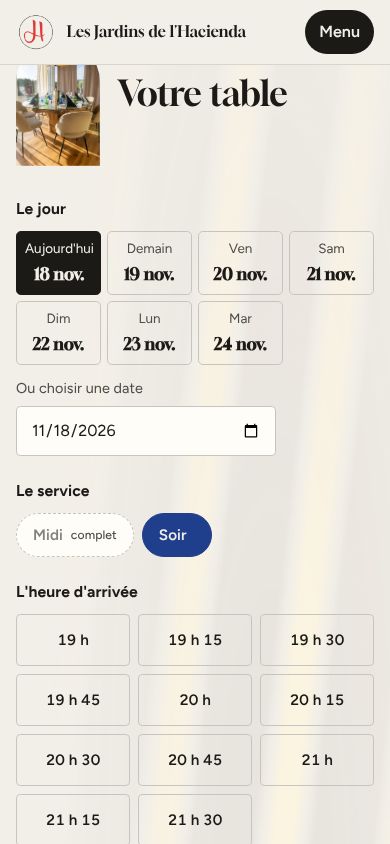 Les Jardins de l'Hacienda
Menu
Votre table
Le jour
Aujourd'hui
18 nov.
Demain
19 nov.
Ven
20 nov.
Sam
21 nov.
Dim
22 nov.
Lun
23 nov.
Mar
24 nov.
Ou choisir une date
11/18/2026
Le service
Midi complet
Soir
L'heure d'arrivée
19 h
19 h 15
19 h 30
19 h 45
20 h
20 h 15
20 h 30
20 h 45
21 h
21 h 15
21 h 30